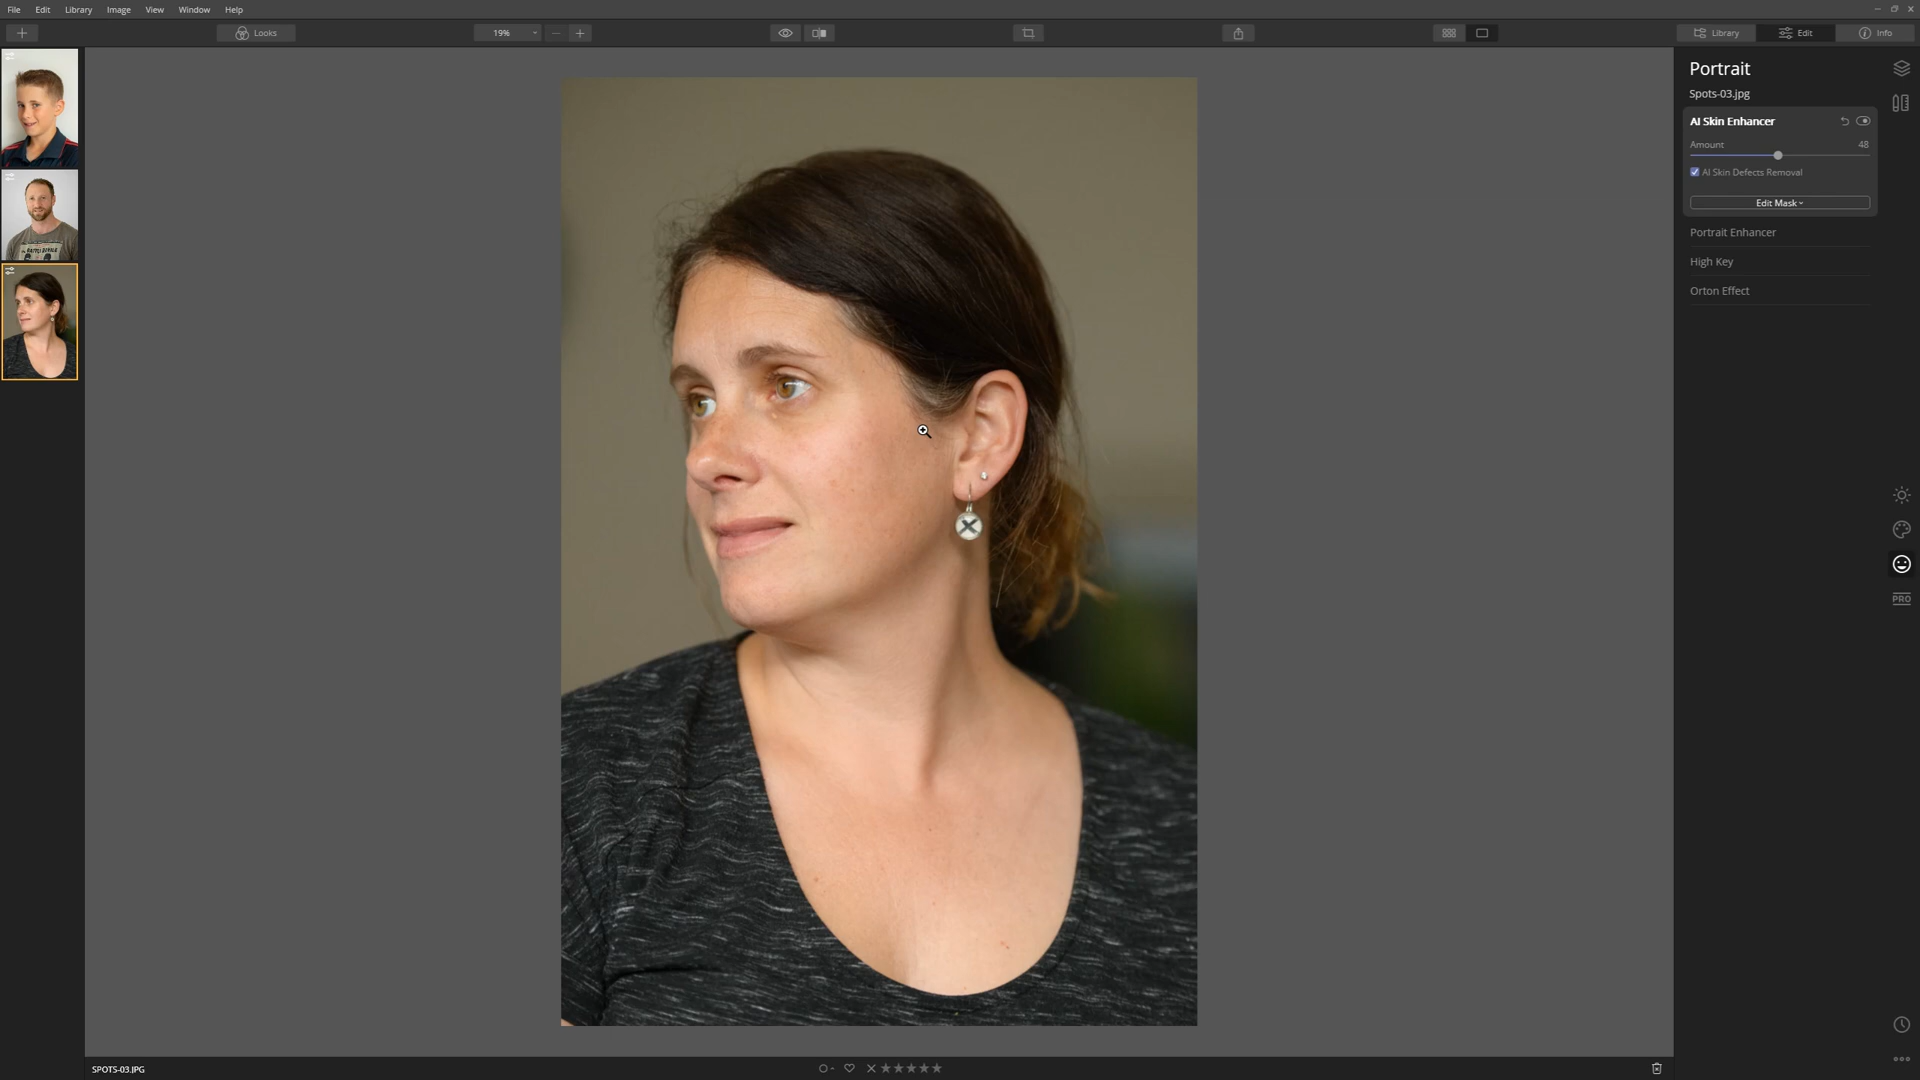 File Edit Library Image View Window Help
Looks 19% Library Edit Info
Portrait
Spots-03.jpg
AI Skin Enhancer
Amount 48
AI Skin Defects Removal
Edit Mask
Portrait Enhancer
High Key
Orton Effect
PRO
SPOTS-03.JPG